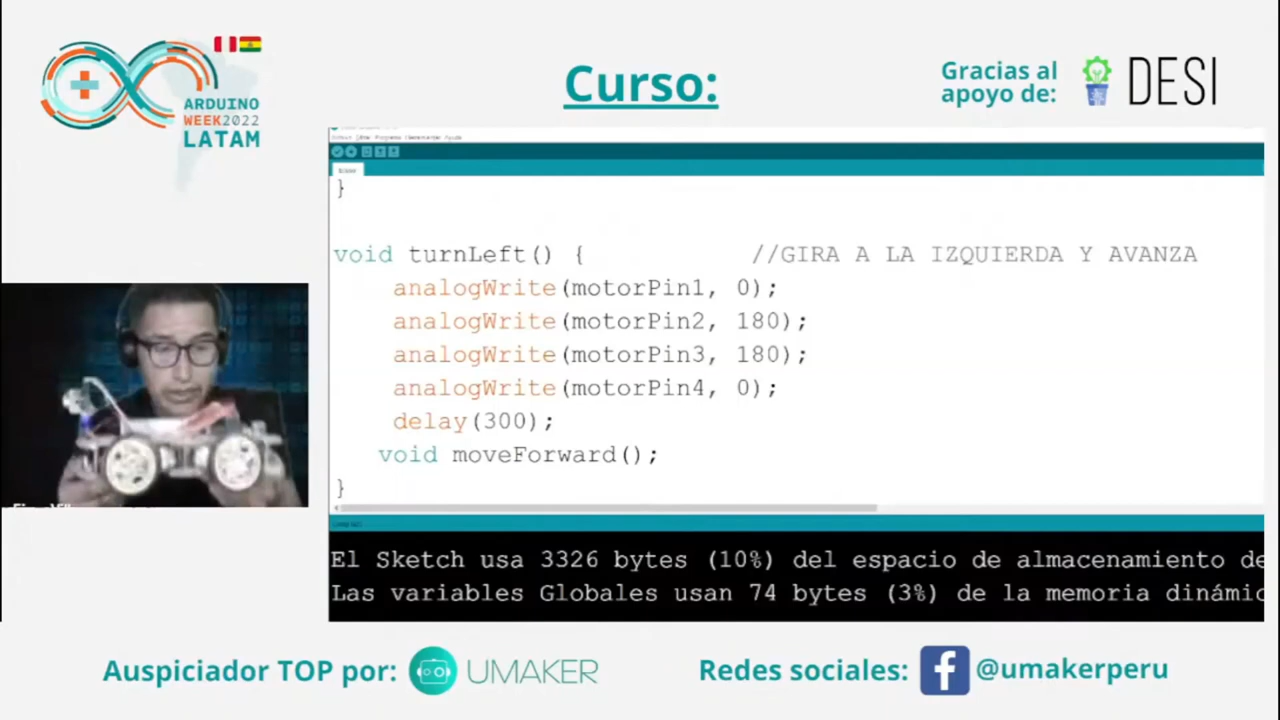 ARDUINO
WEEK2022
LATAM
Curso:
Gracias al
apoyo de:
DESI
}
void turnLeft() { //GIRA A LA IZQUIERDA Y AVANZA
analogWrite(motorPin1, 0);
analogWrite(motorPin2, 180);
analogWrite(motorPin3, 180);
analogWrite(motorPin4, 0);
delay(300);
void moveForward();
}
El Sketch usa 3326 bytes (10%) del espacio de almacenamiento de
Las variables Globales usan 74 bytes (3%) de la memoria dinámic
Auspiciador TOP por:
UMAKER
Redes sociales:
@umakerperu